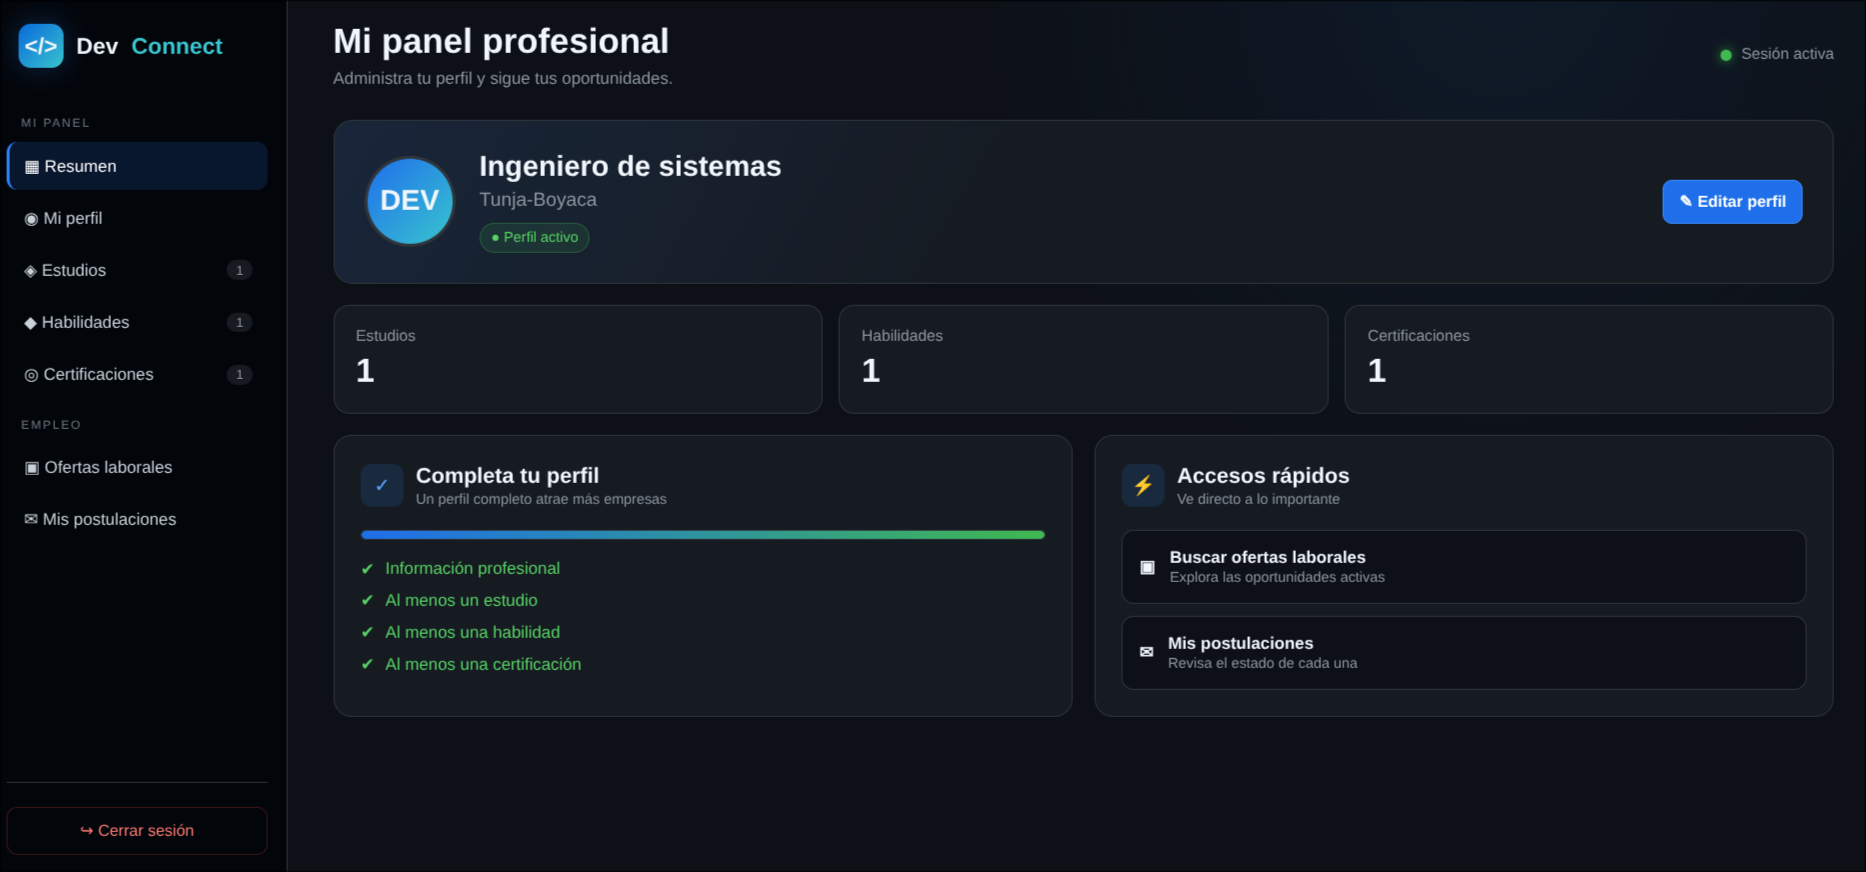 </> Dev Connect
MI PANEL
▦ Resumen
◉ Mi perfil
◈ Estudios 1
◆ Habilidades 1
◎ Certificaciones 1
EMPLEO
▣ Ofertas laborales
✉ Mis postulaciones
↪ Cerrar sesión
Mi panel profesional
Administra tu perfil y sigue tus oportunidades.
Sesión activa
DEV
Ingeniero de sistemas
Tunja-Boyaca
● Perfil activo
✎ Editar perfil
Estudios
1
Habilidades
1
Certificaciones
1
✓ Completa tu perfil
Un perfil completo atrae más empresas
✔ Información profesional
✔ Al menos un estudio
✔ Al menos una habilidad
✔ Al menos una certificación
⚡ Accesos rápidos
Ve directo a lo importante
▣ Buscar ofertas laborales
Explora las oportunidades activas
✉ Mis postulaciones
Revisa el estado de cada una